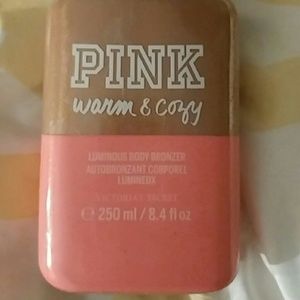 PINK
warm & cozy
LUMINOUS BODY BRONZER
AUTOBRONZANT CORPOREL
LUMINEUX
VICTORIA'S SECRET
℮ 250 ml / 8.4 fl oz